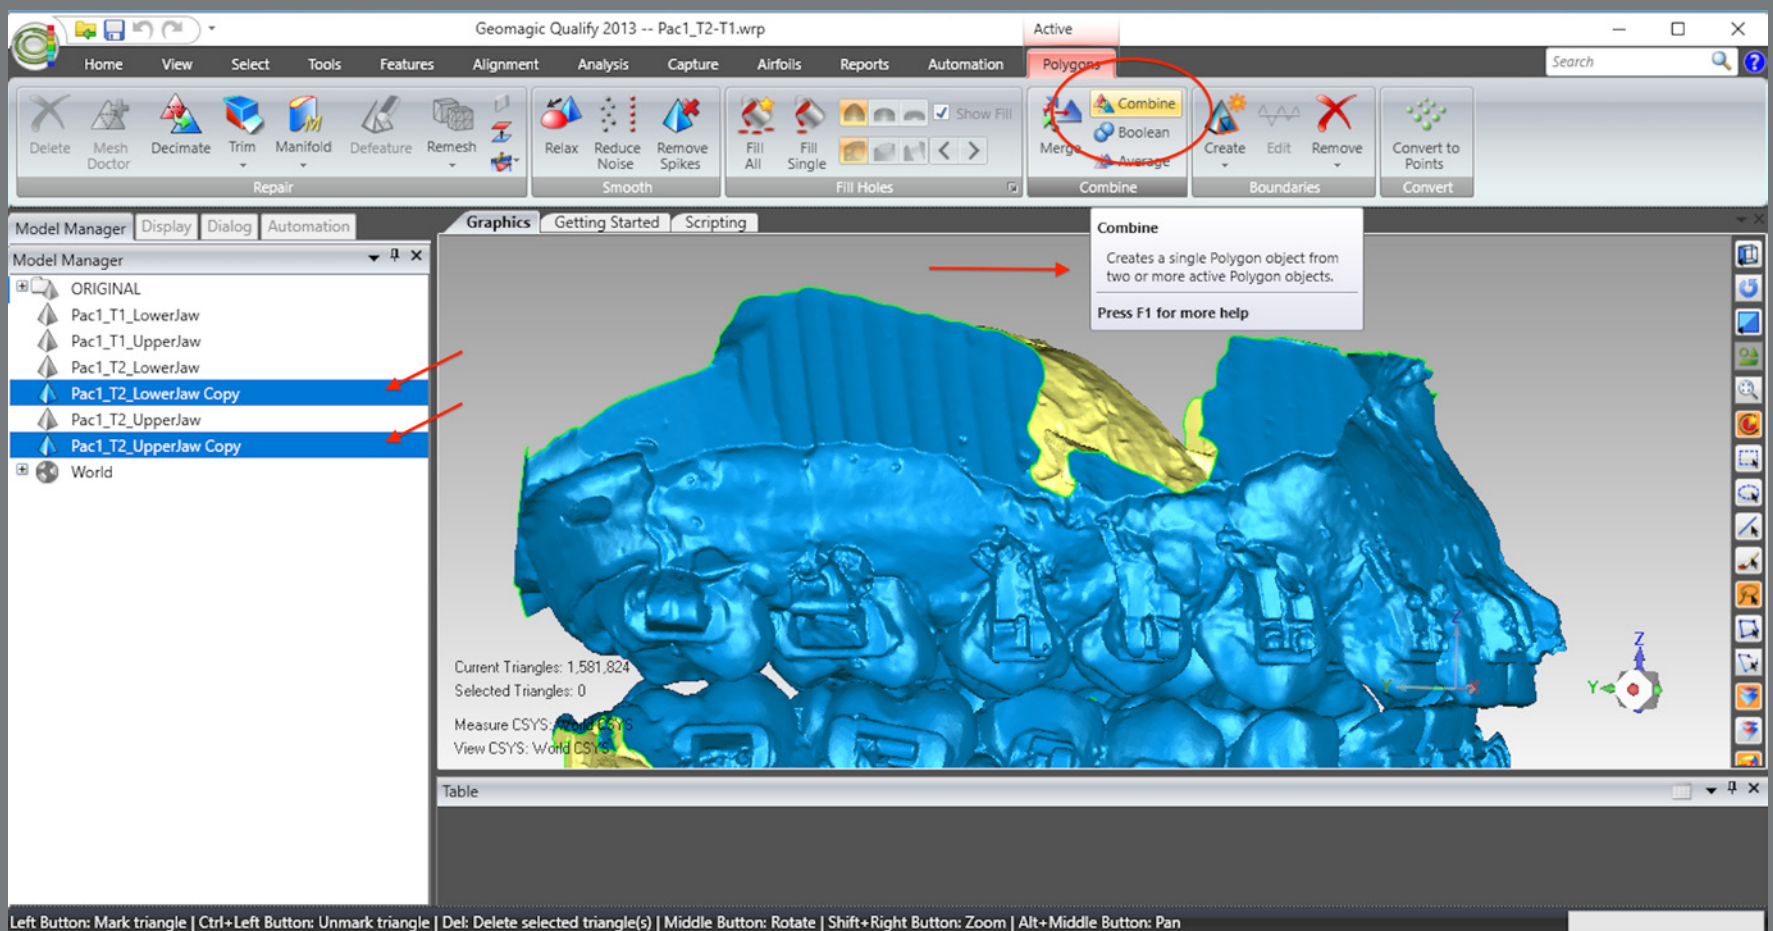 Geomagic Qualify 2013 -- Pac1_T2-T1.wrp
Active
Home View Select Tools Features Alignment Analysis Capture Airfoils Reports Automation Polygons
Search
Delete
Mesh Doctor
Decimate
Trim
Manifold
Defeature
Remesh
Repair
Relax
Reduce Noise
Remove Spikes
Smooth
Fill All
Fill Single
Show Fill
Fill Holes
Merge
Combine
Boolean
Average
Combine
Create
Edit
Remove
Boundaries
Convert to Points
Convert
Model Manager Display Dialog Automation
Graphics Getting Started Scripting
Model Manager
ORIGINAL
Pac1_T1_LowerJaw
Pac1_T1_UpperJaw
Pac1_T2_LowerJaw
Pac1_T2_LowerJaw Copy
Pac1_T2_UpperJaw
Pac1_T2_UpperJaw Copy
World
Combine
Creates a single Polygon object from
two or more active Polygon objects.
Press F1 for more help
Current Triangles: 1,581,824
Selected Triangles: 0
Measure CSYS: World CSYS
View CSYS: World CSYS
Z
Y
X
Z
Y
Table
Left Button: Mark triangle | Ctrl+Left Button: Unmark triangle | Del: Delete selected triangle(s) | Middle Button: Rotate | Shift+Right Button: Zoom | Alt+Middle Button: Pan